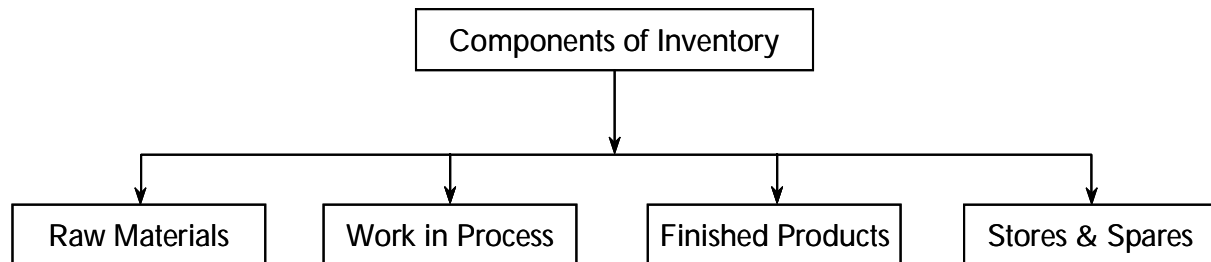 Components of Inventory
Raw Materials
Work in Process
Finished Products
Stores & Spares